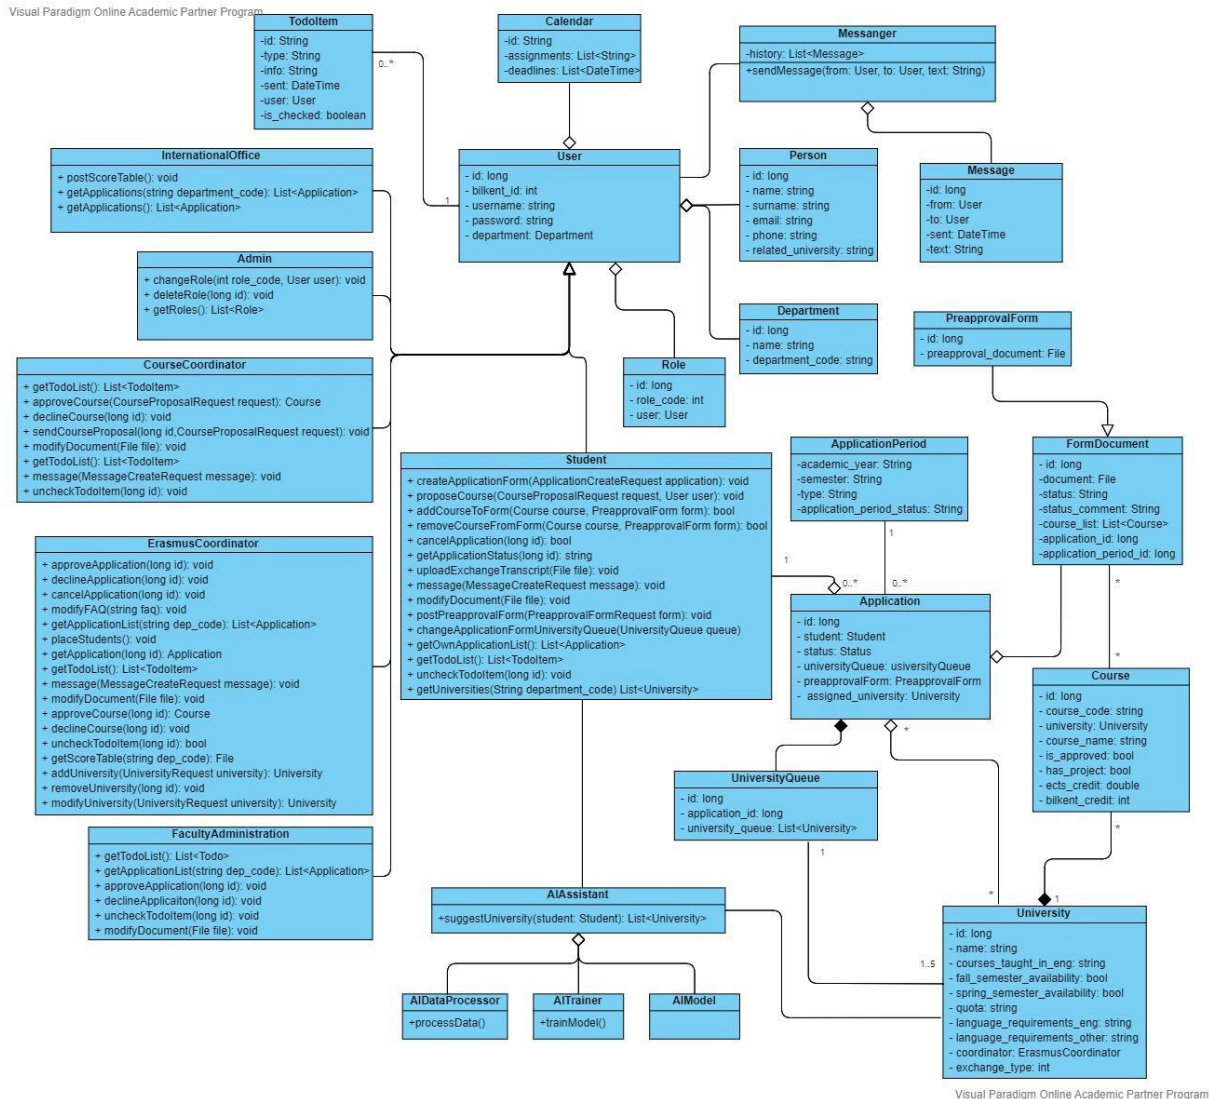 Visual Paradigm Online Academic Partner Program
TodoItem
-id: String
-type: String
-info: String
-sent: DateTime
-user: User
-is_checked: boolean
0..*
Calendar
-id: String
-assignments: List<String>
-deadlines: List<DateTime>
Messanger
-history: List<Message>
+sendMessage(from: User, to: User, text: String)
InternationalOffice
+ postScoreTable(): void
+ getApplications(string department_code): List<Application>
+ getApplications(): List<Application>
1
User
- id: long
- bilkent_id: int
- username: string
- password: string
- department: Department
Person
- id: long
- name: string
- surname: string
- email: string
- phone: string
- related_university: string
Message
-id: long
-from: User
-to: User
-sent: DateTime
-text: String
Admin
+ changeRole(int role_code, User user): void
+ deleteRole(long id): void
+ getRoles(): List<Role>
Department
- id: long
- name: string
- department_code: string
PreapprovalForm
- id: long
- preapproval_document: File
CourseCoordinator
+ getTodoList(): List<TodoItem>
+ approveCourse(CourseProposalRequest request): Course
+ declineCourse(long id): void
+ sendCourseProposal(long id,CourseProposalRequest request): void
+ modifyDocument(File file): void
+ getTodoList(): List<TodoItem>
+ message(MessageCreateRequest message): void
+ uncheckTodoItem(long id): void
Role
- id: long
- role_code: int
- user: User
Student
+ createApplicationForm(ApplicationCreateRequest application): void
+ proposeCourse(CourseProposalRequest request, User user): void
+ addCourseToForm(Course course, PreapprovalForm form): bool
+ removeCourseFromForm(Course course, PreapprovalForm form): bool
+ cancelApplication(long id): bool
+ getApplicationStatus(long id): string
+ uploadExchangeTranscript(File file): void
+ message(MessageCreateRequest message): void
+ modifyDocument(File file): void
+ postPreapprovalForm(PreapprovalFormRequest form): void
+ changeApplicationFormUniversityQueue(UniversityQueue queue)
+ getOwnApplicationList(): List<Application>
+ getTodoList(): List<TodoItem>
+ uncheckTodoItem(long id): void
+ getUniversities(String department_code) List<University>
ApplicationPeriod
-academic_year: String
-semester: String
-type: String
-application_period_status: String
1
1
0..*
0..*
FormDocument
- id: long
-document: File
-status: String
-status_comment: String
-course_list: List<Course>
-application_id: long
-application_period_id: long
*
*
ErasmusCoordinator
+ approveApplication(long id): void
+ declineApplication(long id): void
+ cancelApplication(long id): void
+ modifyFAQ(string faq): void
+ getApplicationList(string dep_code): List<Application>
+ placeStudents(): void
+ getApplication(long id): Application
+ getTodoList(): List<TodoItem>
+ message(MessageCreateRequest message): void
+ modifyDocument(File file): void
+ approveCourse(long id): Course
+ declineCourse(long id): void
+ uncheckTodoItem(long id): bool
+ getScoreTable(string dep_code): File
+ addUniversity(UniversityRequest university): University
+ removeUniversity(long id): void
+ modifyUniversity(UniversityRequest university): University
Application
- id: long
- student: Student
- status: Status
- universityQueue: usiversityQueue
- preapprovalForm: PreapprovalForm
- assigned_university: University
*
Course
- id: long
- course_code: string
- university: University
- course_name: string
- is_approved: bool
- has_project: bool
- ects_credit: double
- bilkent_credit: int
*
UniversityQueue
- id: long
- application_id: long
- university_queue: List<University>
1
FacultyAdministration
+ getTodoList(): List<Todo>
+ getApplicationList(string dep_code): List<Application>
+ approveApplication(long id): void
+ declineApplicaiton(long id): void
+ uncheckTodoItem(long id): void
+ modifyDocument(File file): void
AIAssistant
+suggestUniversity(student: Student): List<University>
*
1
1..5
University
- id: long
- name: string
- courses_taught_in_eng: string
- fall_semester_availability: bool
- spring_semester_availability: bool
- quota: string
- language_requirements_eng: string
- language_requirements_other: string
- coordinator: ErasmusCoordinator
- exchange_type: int
AIDataProcessor
+processData()
AITrainer
+trainModel()
AIModel
Visual Paradigm Online Academic Partner Program